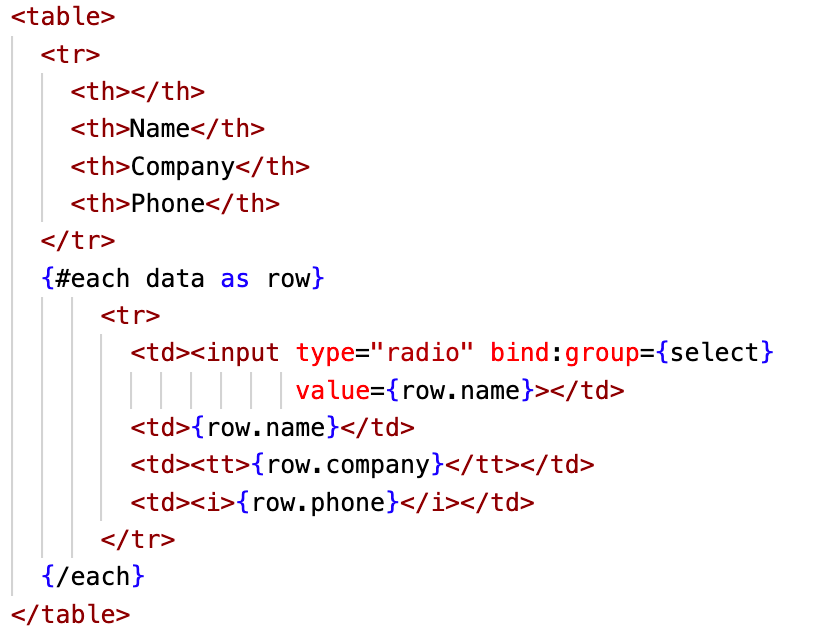 <table>
  <tr>
    <th></th>
    <th>Name</th>
    <th>Company</th>
    <th>Phone</th>
  </tr>
  {#each data as row}
      <tr>
        <td><input type="radio" bind:group={select}
                   value={row.name}></td>
        <td>{row.name}</td>
        <td><tt>{row.company}</tt></td>
        <td><i>{row.phone}</i></td>
      </tr>
  {/each}
</table>